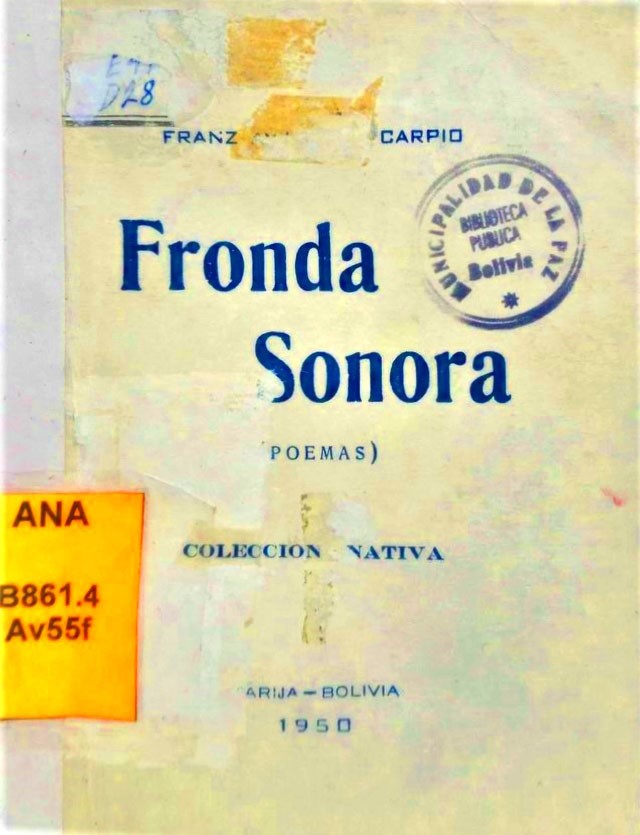 D28
FRANZ CARPIO
MUNICIPALIDAD DE LA PAZ
BIBLIOTECA
PUBLICA
Bolivia
Fronda
Sonora
POEMAS)
ANA
COLECCION NATIVA
B861.4
Av55f
ARIJA - BOLIVIA
1950